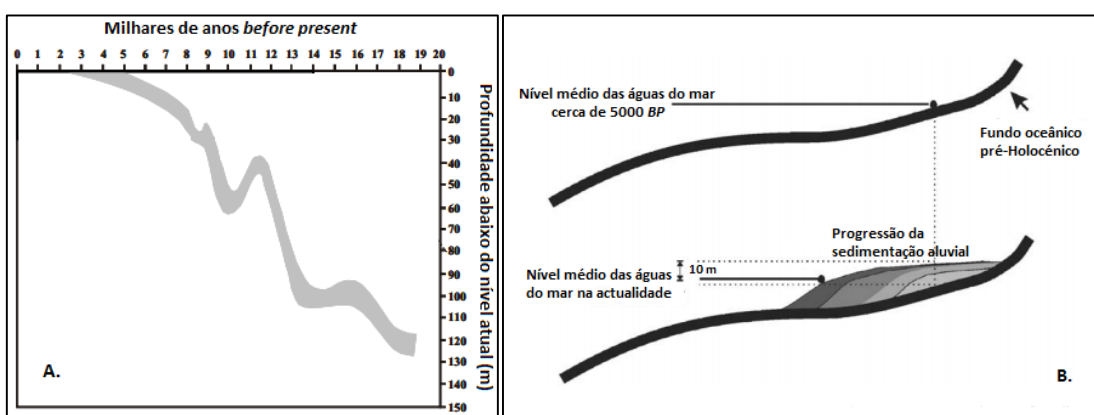 Milhares de anos before present
0 1 2 3 4 5 6 7 8 9 10 11 12 13 14 15 16 17 18 19 20
0
10
20
30
40
50
60
70
80
90
100
110
120
130
140
150
Profundidade abaixo do nível atual (m)
A.
Nível médio das águas do mar
cerca de 5000 BP
Fundo oceânico
pré-Holocénico
Progressão da
sedimentação aluvial
10 m
Nível médio das águas
do mar na actualidade
B.